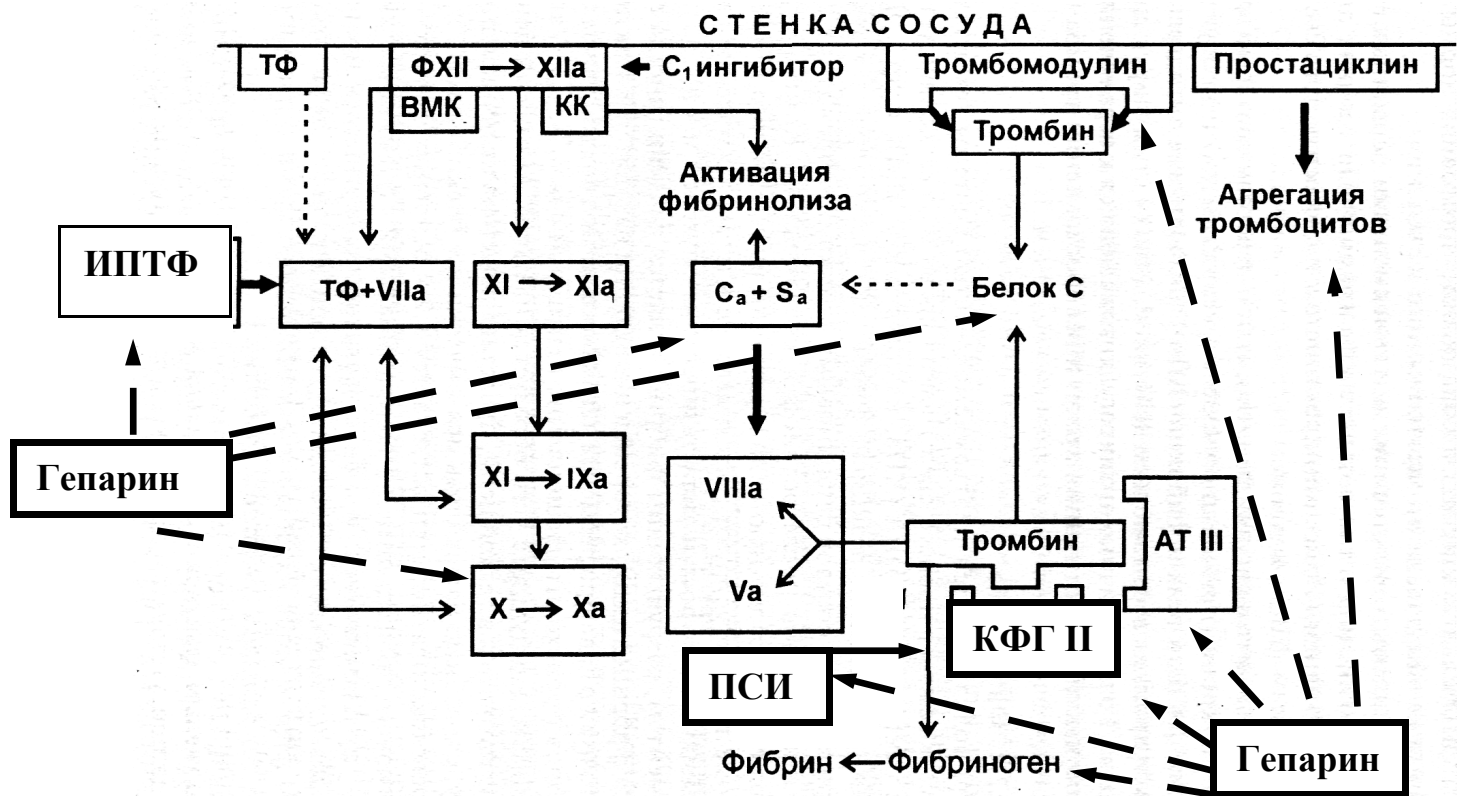 СТЕНКА СОСУДА
ТФ
ФXII → XIIa
C₁ ингибитор
Тромбомодулин
Простациклин
ВМК
КК
Тромбин
Активация
фибринолиза
Агрегация
тромбоцитов
ИПТФ
ТФ+VIIa
XI → XIa
Ca + Sa
Белок С
Гепарин
XI → IXa
VIIIa
Тромбин
АТ III
X → Xa
Va
КФГ II
ПСИ
Фибрин ← Фибриноген
Гепарин